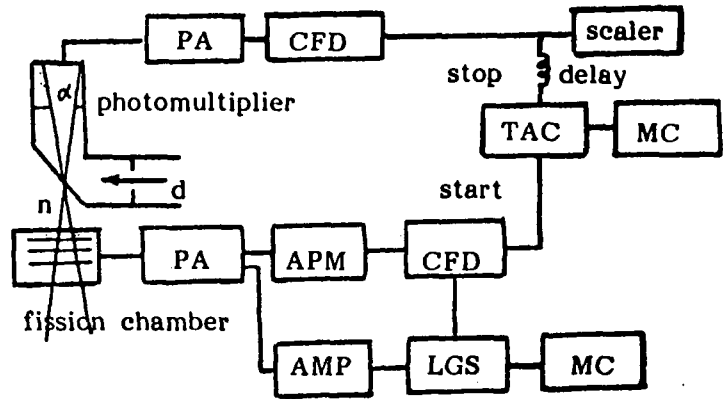 PA
CFD
scaler
α
photomultiplier
stop
delay
TAC
MC
d
start
n
PA
APM
CFD
fission chamber
AMP
LGS
MC